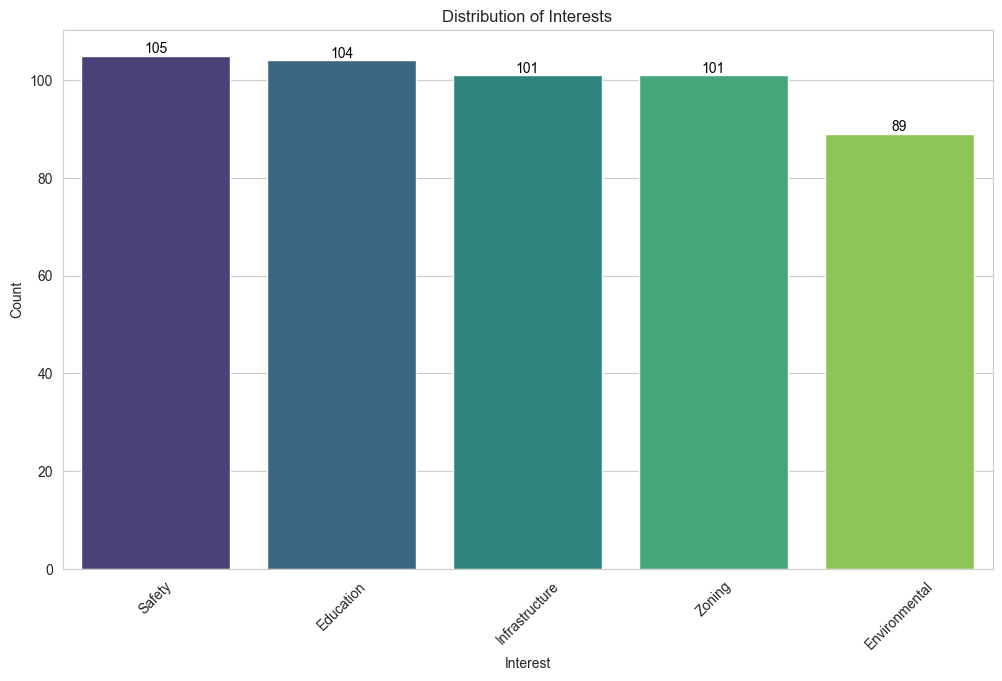 Distribution of Interests
105
104
101
101
89
100
80
60
40
20
0
Count
Safety
Education
Infrastructure
Zoning
Environmental
Interest